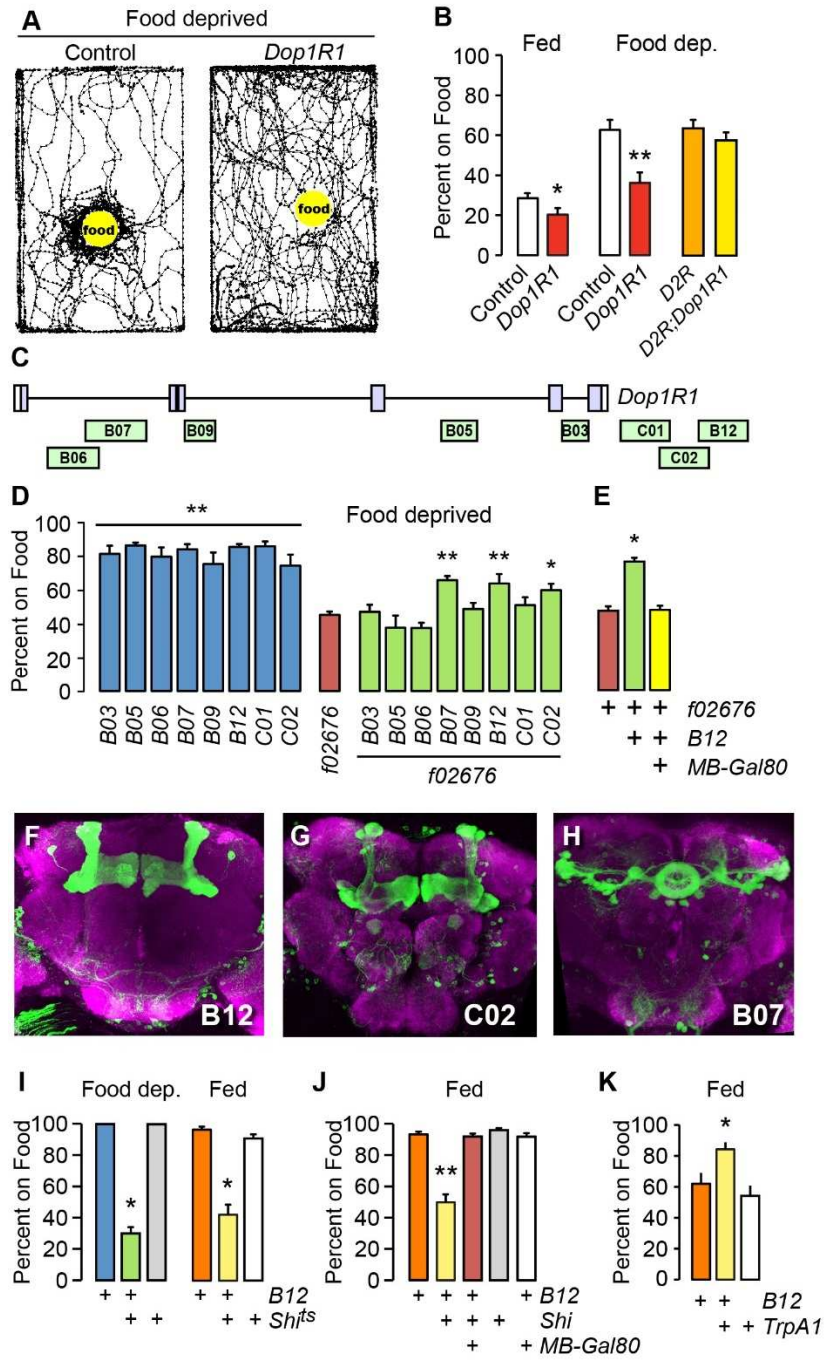 A
Food deprived
Control
Dop1R1
food
food
B
Fed
Food dep.
Percent on Food
100
80
60
40
20
0
*
**
Control
Dop1R1
Control
Dop1R1
D2R
D2R;Dop1R1
C
Dop1R1
B07
B09
B05
B03
C01
B12
B06
C02
D
Food deprived
Percent on Food
100
80
60
40
20
0
**
**
**
*
B03
B05
B06
B07
B09
B12
C01
C02
f02676
B03
B05
B06
B07
B09
B12
C01
C02
f02676
E
*
+ + + f02676
+ + B12
+ MB-Gal80
F
B12
G
C02
H
B07
I
Food dep.
Fed
Percent on Food
100
80
60
40
20
0
*
*
+ + + + B12
+ + + + Shits
J
Fed
Percent on Food
100
80
60
40
20
0
**
+ + + + B12
+ + + Shi
+ + MB-Gal80
K
Fed
Percent on Food
100
80
60
40
20
0
*
+ + B12
+ + TrpA1